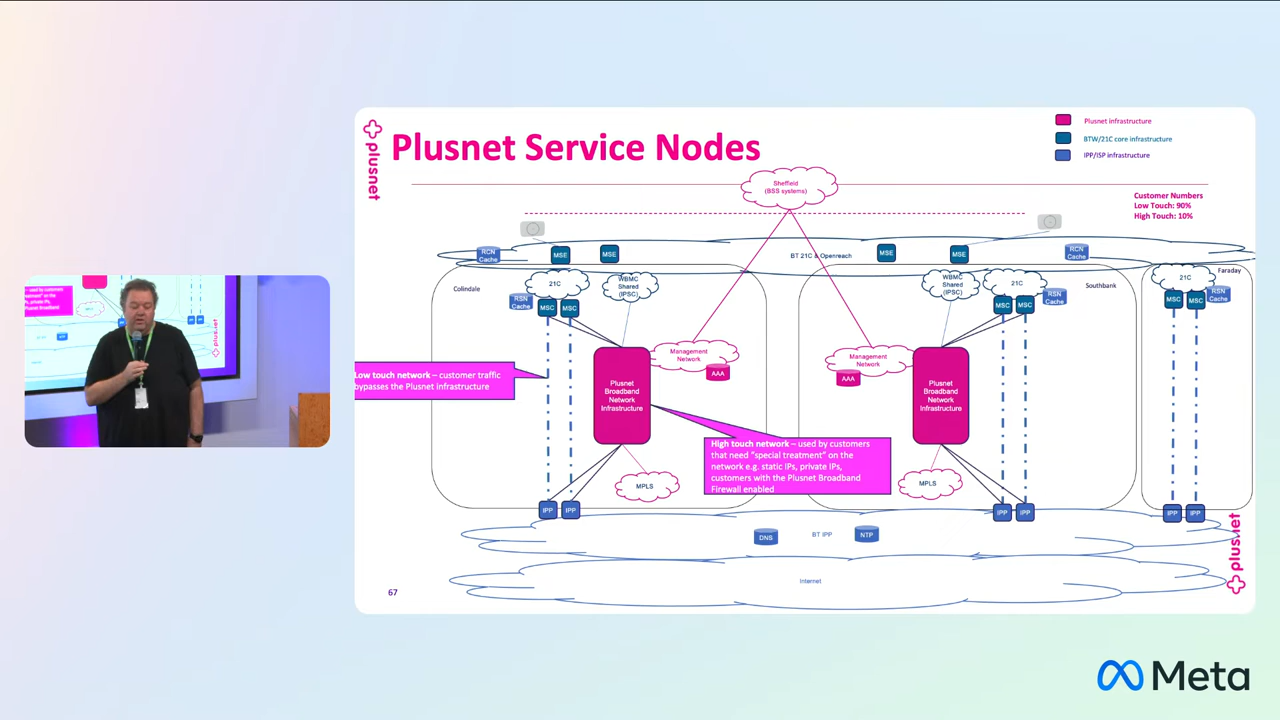 plusnet
Plusnet Service Nodes
Plusnet infrastructure
BTW/21C core infrastructure
IPP/ISP infrastructure
Sheffield
(BSS systems)
Customer Numbers
Low Touch: 90%
High Touch: 10%
RCN
Cache
MSE
MSE
BT 21C & Openreach
MSE
MSE
RCN
Cache
Colindale
21C
WBMC
Shared
(IPSC)
RSN
Cache
MSC
MSC
WBMC
Shared
(IPSC)
21C
MSC
MSC
RSN
Cache
Southbank
21C
Faraday
MSC
MSC
RSN
Cache
Management
Network
AAA
Management
Network
AAA
Low touch network – customer traffic
bypasses the Plusnet infrastructure
Plusnet
Broadband
Network
Infrastructure
Plusnet
Broadband
Network
Infrastructure
High touch network – used by customers
that need "special treatment" on the
network e.g. static IPs, private IPs,
customers with the Plusnet Broadband
Firewall enabled
MPLS
MPLS
IPP
IPP
IPP
IPP
IPP
IPP
DNS
BT IPP
NTP
Internet
plusnet
67
Meta